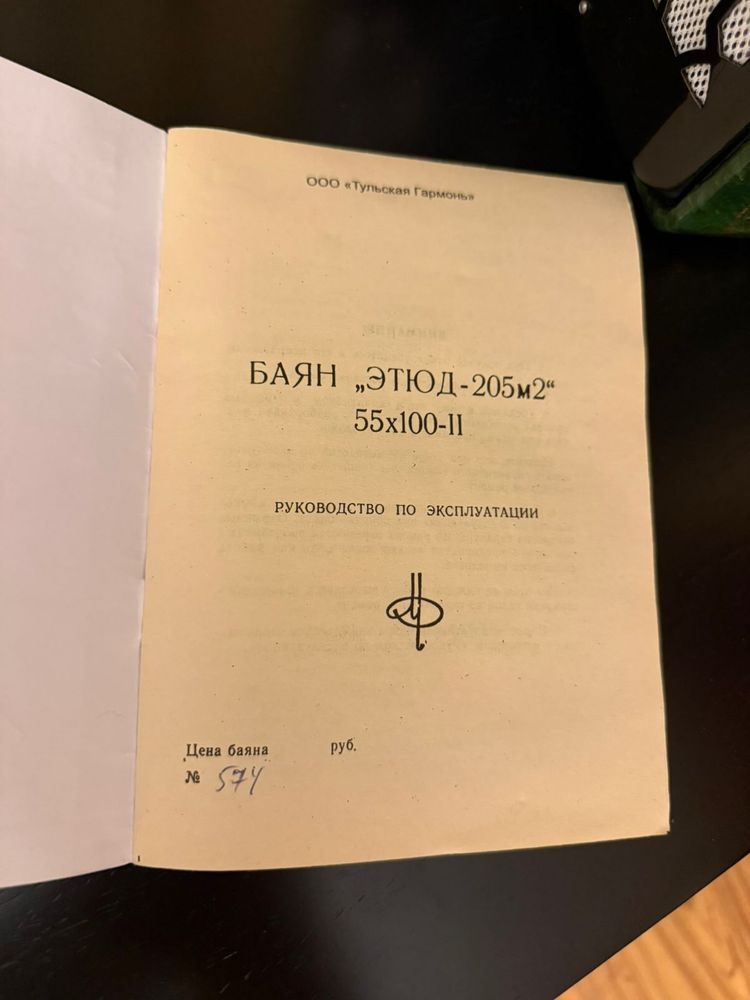 ООО «Тульская Гармонь»
БАЯН „ЭТЮД-205м2“
55х100-II
РУКОВОДСТВО ПО ЭКСПЛУАТАЦИИ
Цена баяна руб.
№ 574